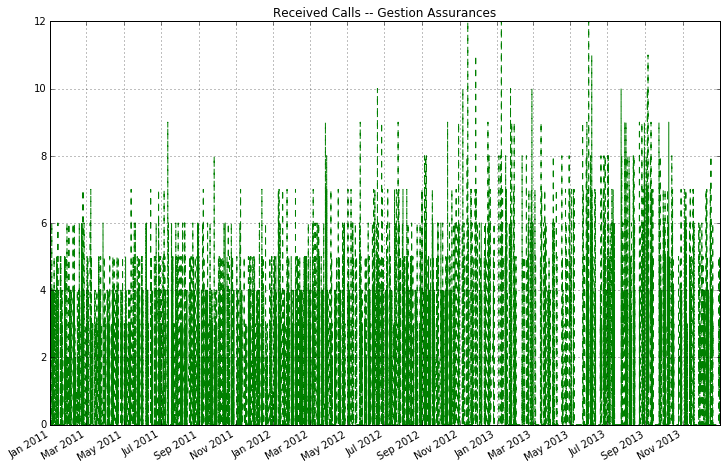 Received Calls -- Gestion Assurances
12
10
8
6
4
2
0
Jan 2011
Mar 2011
May 2011
Jul 2011
Sep 2011
Nov 2011
Jan 2012
Mar 2012
May 2012
Jul 2012
Sep 2012
Nov 2012
Jan 2013
Mar 2013
May 2013
Jul 2013
Sep 2013
Nov 2013